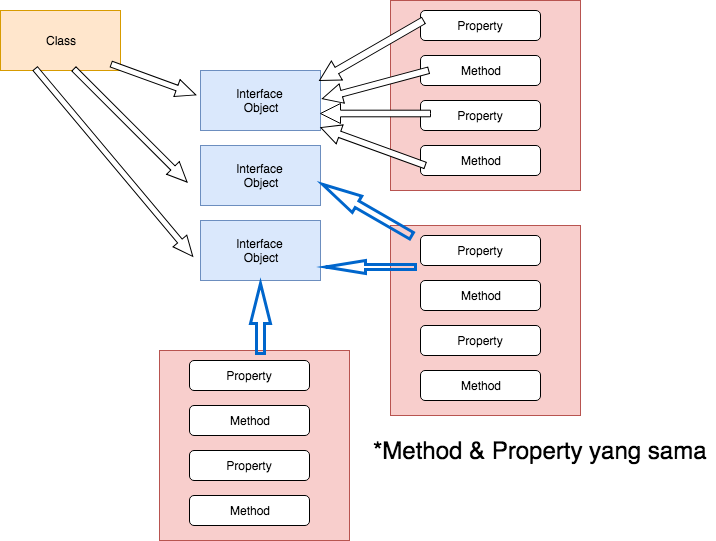 Class
Interface
Object
Interface
Object
Interface
Object
Property
Method
Property
Method
Property
Method
Property
Method
Property
Method
Property
Method
*Method & Property yang sama